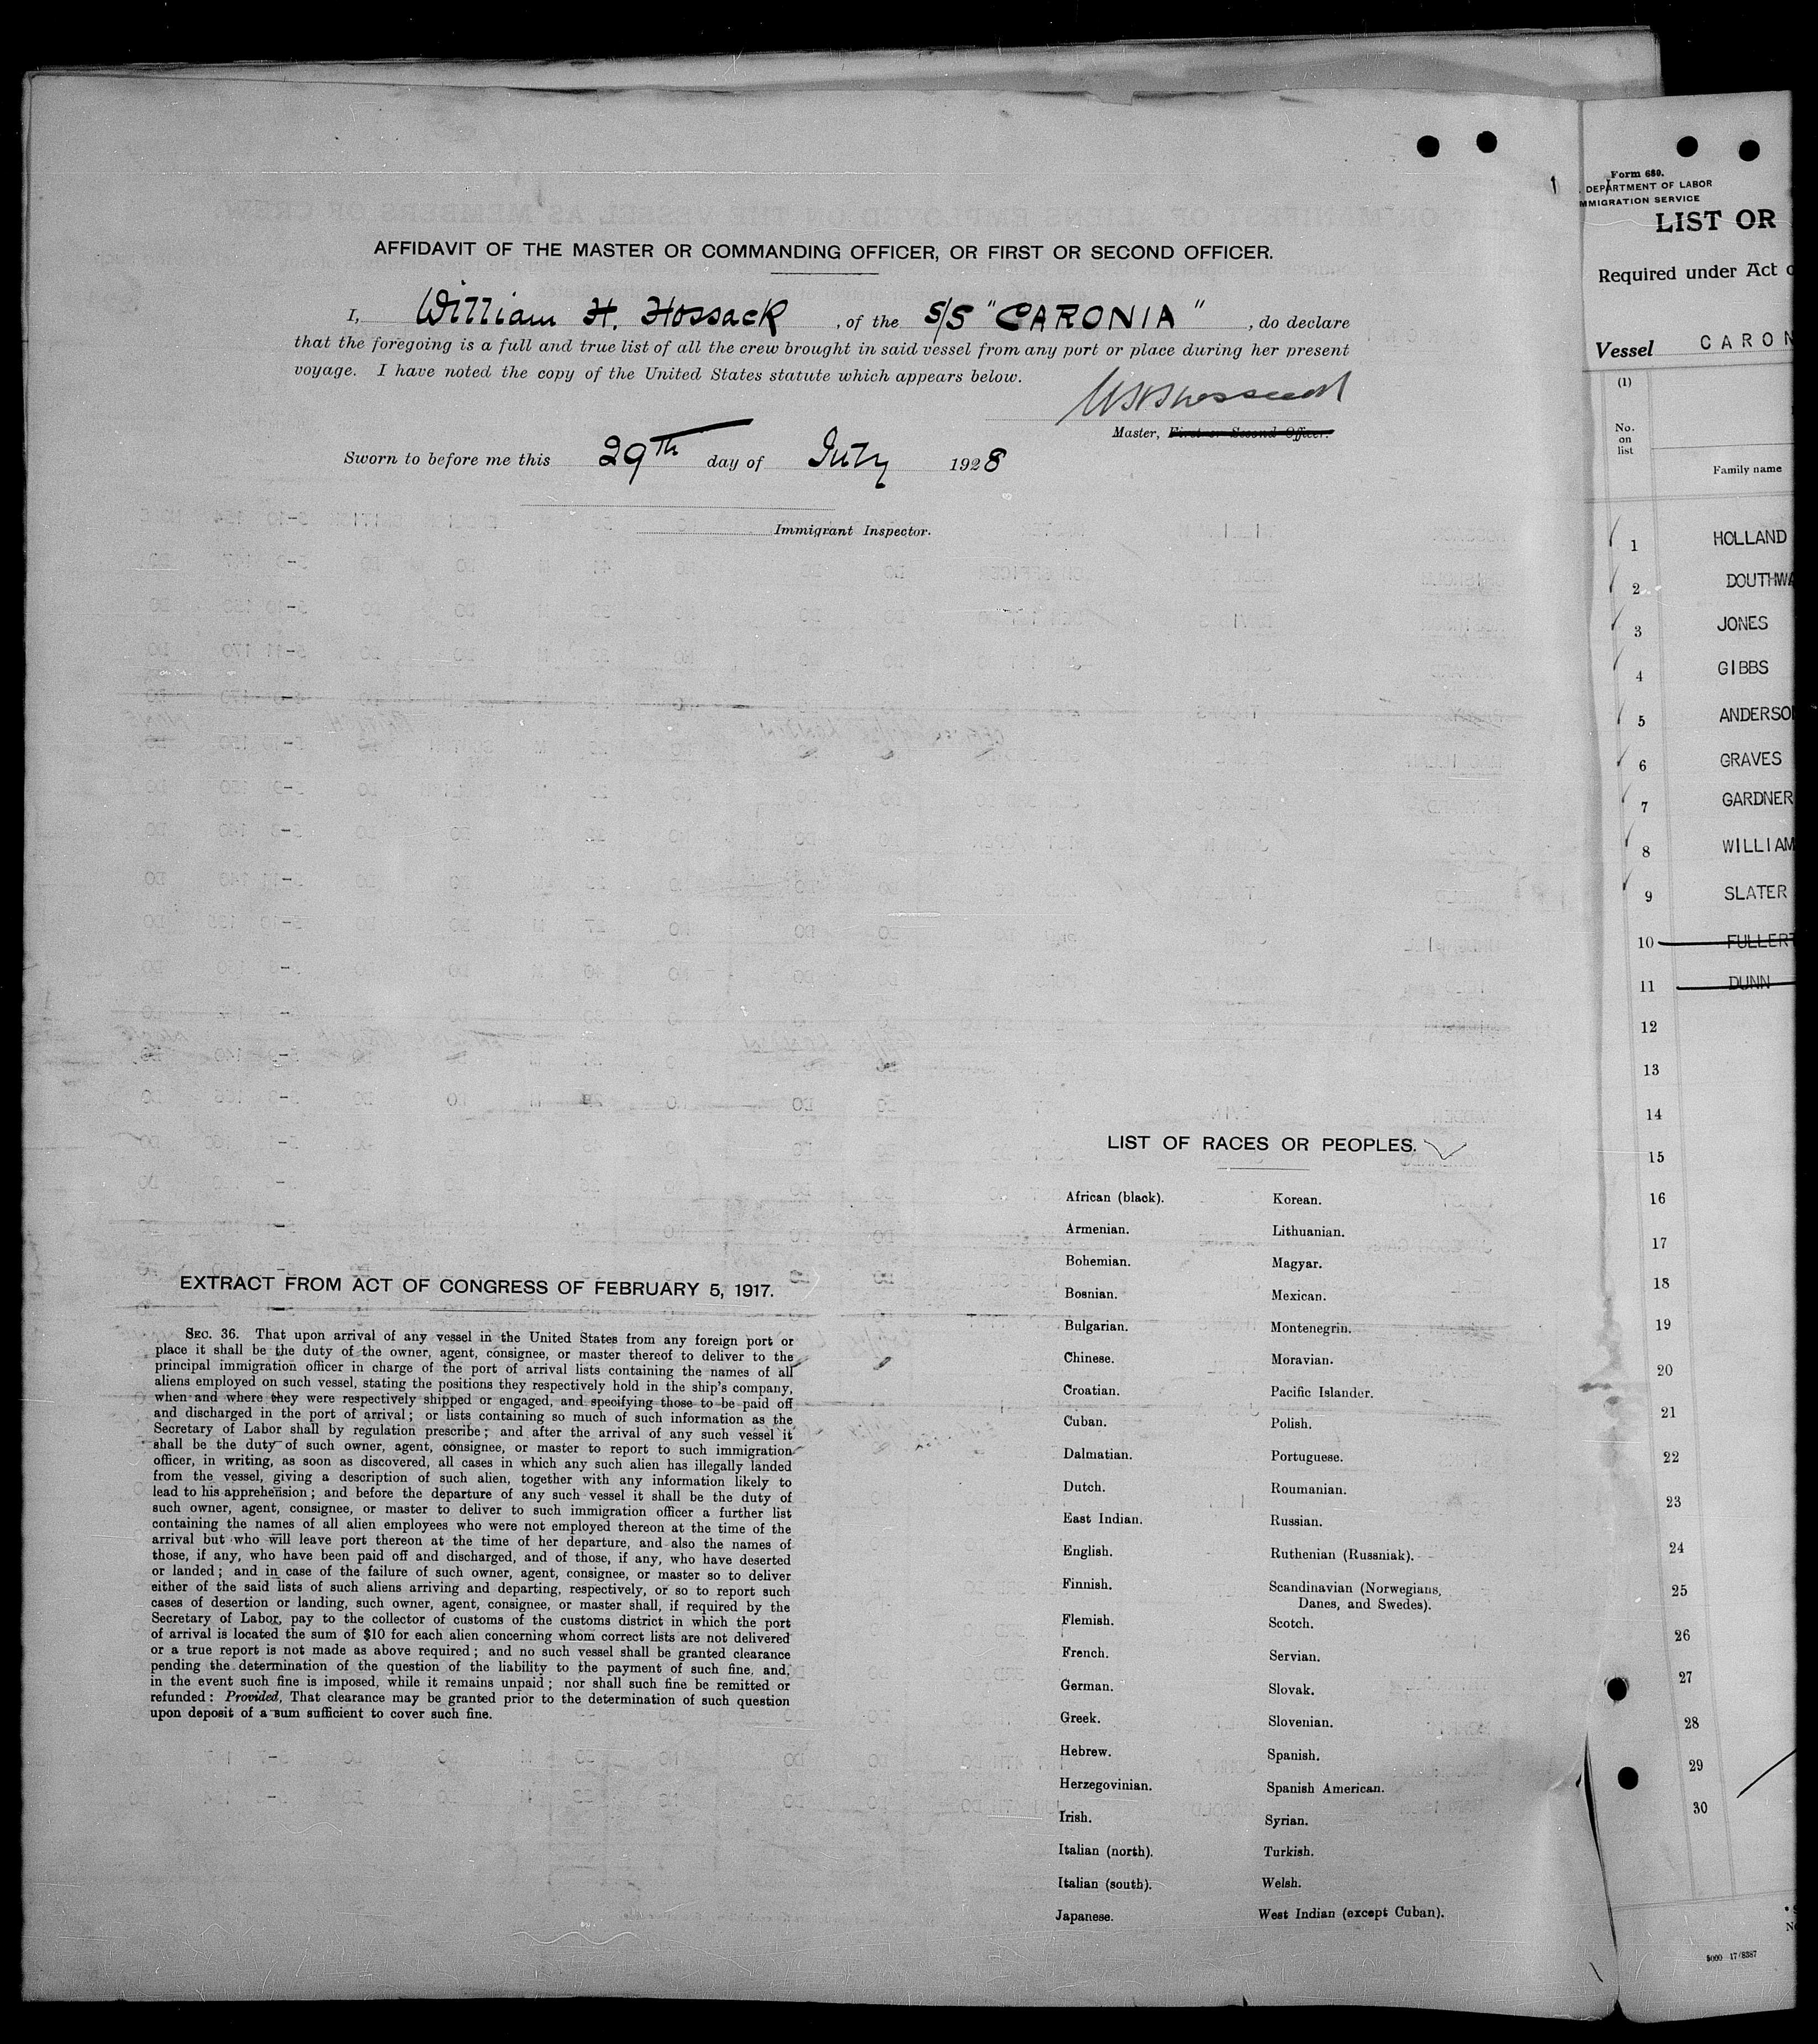 AFFIDAVIT OF THE MASTER OR COMMANDING OFFICER, OR FIRST OR SECOND OFFICER.
I, William H. Hossack, of the S/S "CARONIA", do declare
that the foregoing is a full and true list of all the crew brought in said vessel from any port or place during her present
voyage. I have noted the copy of the United States statute which appears below.
Master, First or Second Officer.
Sworn to before me this 29th day of July 1928
Immigrant Inspector.
LIST OF RACES OR PEOPLES.
African (black).
Armenian.
Bohemian.
Bosnian.
Bulgarian.
Chinese.
Croatian.
Cuban.
Dalmatian.
Dutch.
East Indian.
English.
Finnish.
Flemish.
French.
German.
Greek.
Hebrew.
Herzegovinian.
Irish.
Italian (north).
Italian (south).
Japanese.
Korean.
Lithuanian.
Magyar.
Mexican.
Montenegrin.
Moravian.
Pacific Islander.
Polish.
Portuguese.
Roumanian.
Russian.
Ruthenian (Russniak).
Scandinavian (Norwegians,
Danes, and Swedes).
Scotch.
Servian.
Slovak.
Slovenian.
Spanish.
Spanish American.
Syrian.
Turkish.
Welsh.
West Indian (except Cuban).
EXTRACT FROM ACT OF CONGRESS OF FEBRUARY 5, 1917.
SEC. 36. That upon arrival of any vessel in the United States from any foreign port or
place it shall be the duty of the owner, agent, consignee, or master thereof to deliver to the
principal immigration officer in charge of the port of arrival lists containing the names of all
aliens employed on such vessel, stating the positions they respectively hold in the ship's company,
when and where they were respectively shipped or engaged, and specifying those to be paid off
and discharged in the port of arrival; or lists containing so much of such information as the
Secretary of Labor shall by regulation prescribe; and after the arrival of any such vessel it
shall be the duty of such owner, agent, consignee, or master to report to such immigration
officer, in writing, as soon as discovered, all cases in which any such alien has illegally landed
from the vessel, giving a description of such alien, together with any information likely to
lead to his apprehension; and before the departure of any such vessel it shall be the duty of
such owner, agent, consignee, or master to deliver to such immigration officer a further list
containing the names of all alien employees who were not employed thereon at the time of the
arrival but who will leave port thereon at the time of her departure, and also the names of
those, if any, who have been paid off and discharged, and of those, if any, who have deserted
or landed; and in case of the failure of such owner, agent, consignee, or master so to deliver
either of the said lists of such aliens arriving and departing, respectively, or so to report such
cases of desertion or landing, such owner, agent, consignee, or master shall, if required by the
Secretary of Labor, pay to the collector of customs of the customs district in which the port
of arrival is located the sum of $10 for each alien concerning whom correct lists are not delivered
or a true report is not made as above required; and no such vessel shall be granted clearance
pending the determination of the question of the liability to the payment of such fine, and,
in the event such fine is imposed, while it remains unpaid; nor shall such fine be remitted or
refunded: Provided, That clearance may be granted prior to the determination of such question
upon deposit of a sum sufficient to cover such fine.
Form 680.
DEPARTMENT OF LABOR
MMIGRATION SERVICE
LIST OR
Required under Act o
Vessel CARON
(1)
No.
on
list
Family name
1 HOLLAND
2 DOUTHWA
3 JONES
4 GIBBS
5 ANDERSO
6 GRAVES
7 GARDNER
8 WILLIAM
9 SLATER
10 FULLERT
11 DUNN
12
13
14
15
16
17
18
19
20
21
22
23
24
25
26
27
28
29
30
5000 17/8387